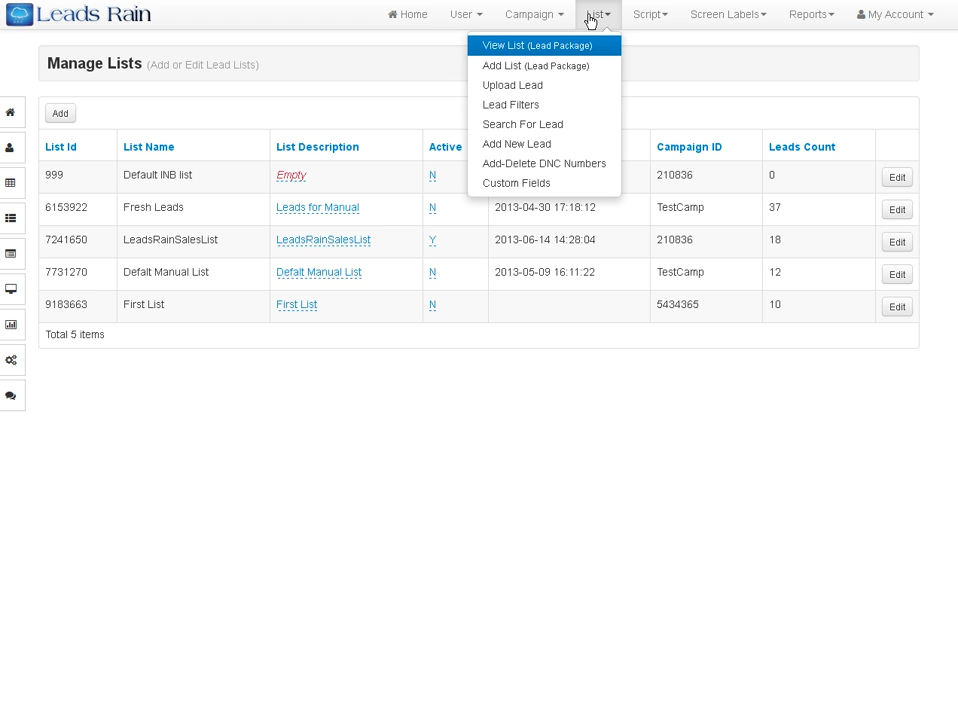 Leads Rain
Home User Campaign List Script Screen Labels Reports My Account
View List (Lead Package)
Add List (Lead Package)
Upload Lead
Lead Filters
Search For Lead
Add New Lead
Add-Delete DNC Numbers
Custom Fields
Manage Lists (Add or Edit Lead Lists)
Add
List Id List Name List Description Active Campaign ID Leads Count
999 Default INB list Empty N 210836 0 Edit
6153922 Fresh Leads Leads for Manual N 2013-04-30 17:18:12 TestCamp 37 Edit
7241650 LeadsRainSalesList LeadsRainSalesList Y 2013-06-14 14:28:04 210836 18 Edit
7731270 Defalt Manual List Defalt Manual List N 2013-05-09 16:11:22 TestCamp 12 Edit
9183663 First List First List N 5434365 10 Edit
Total 5 items